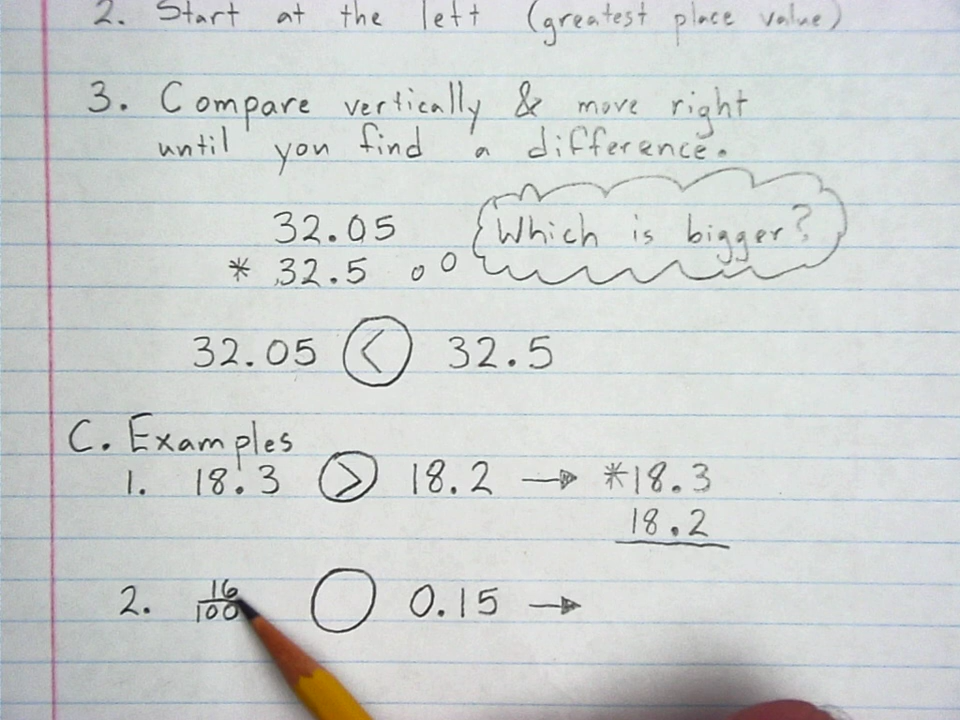 2. Start at the left (greatest place value)
3. Compare vertically & move right
until you find a difference.
32.05
* 32.5
Which is bigger?
32.05 < 32.5
C. Examples
1. 18.3 > 18.2 → *18.3
18.2
2. 16/100 ◯ 0.15 →